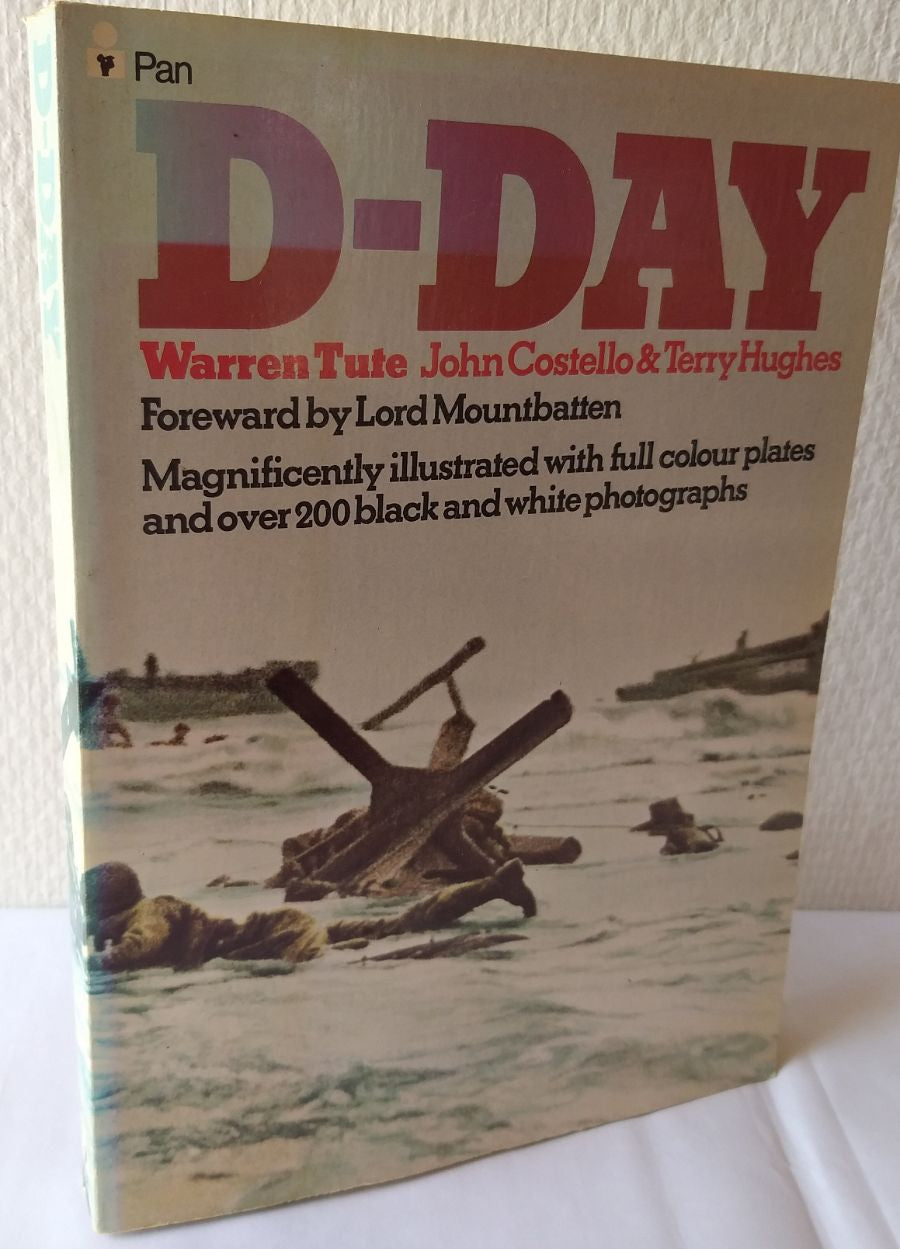 Pan
D-DAY
Warren Tute John Costello & Terry Hughes
Foreward by Lord Mountbatten
Magnificently illustrated with full colour plates
and over 200 black and white photographs
D-DAY